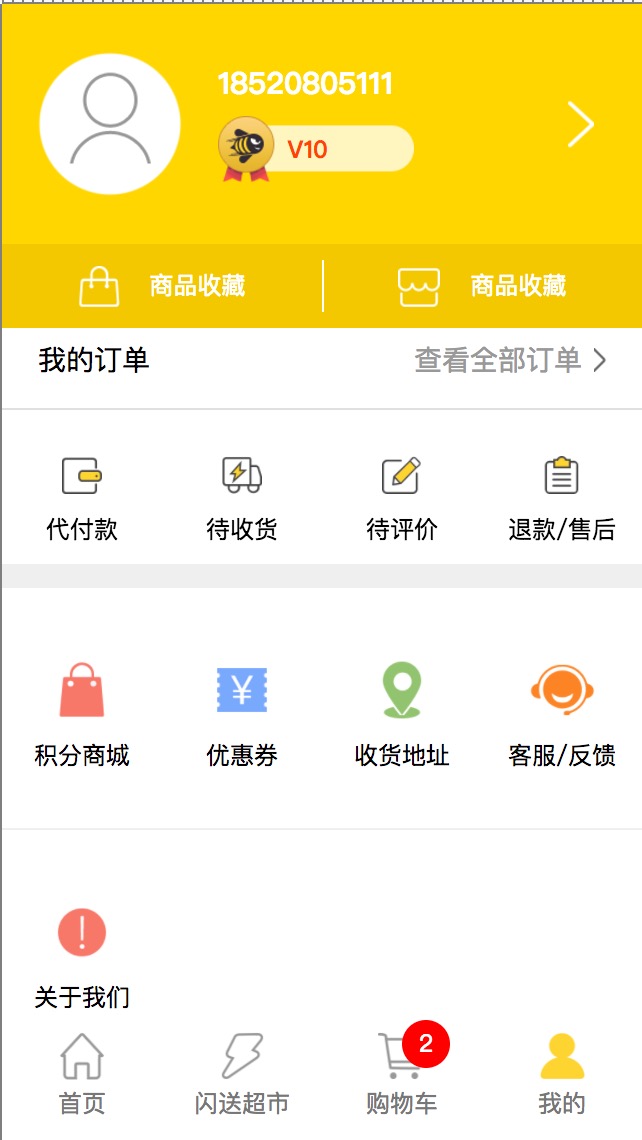 18520805111
V10
商品收藏 商品收藏
我的订单 查看全部订单
代付款 待收货 待评价 退款/售后
¥
积分商城 优惠券 收货地址 客服/反馈
关于我们
2
首页 闪送超市 购物车 我的